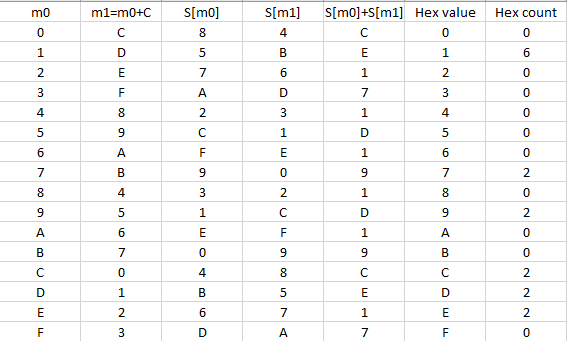 m0 m1=m0+C S[m0] S[m1] S[m0]+S[m1] Hex value Hex count
0 C 8 4 C 0 0
1 D 5 B E 1 6
2 E 7 6 1 2 0
3 F A D 7 3 0
4 8 2 3 1 4 0
5 9 C 1 D 5 0
6 A F E 1 6 0
7 B 9 0 9 7 2
8 4 3 2 1 8 0
9 5 1 C D 9 2
A 6 E F 1 A 0
B 7 0 9 9 B 0
C 0 4 8 C C 2
D 1 B 5 E D 2
E 2 6 7 1 E 2
F 3 D A 7 F 0